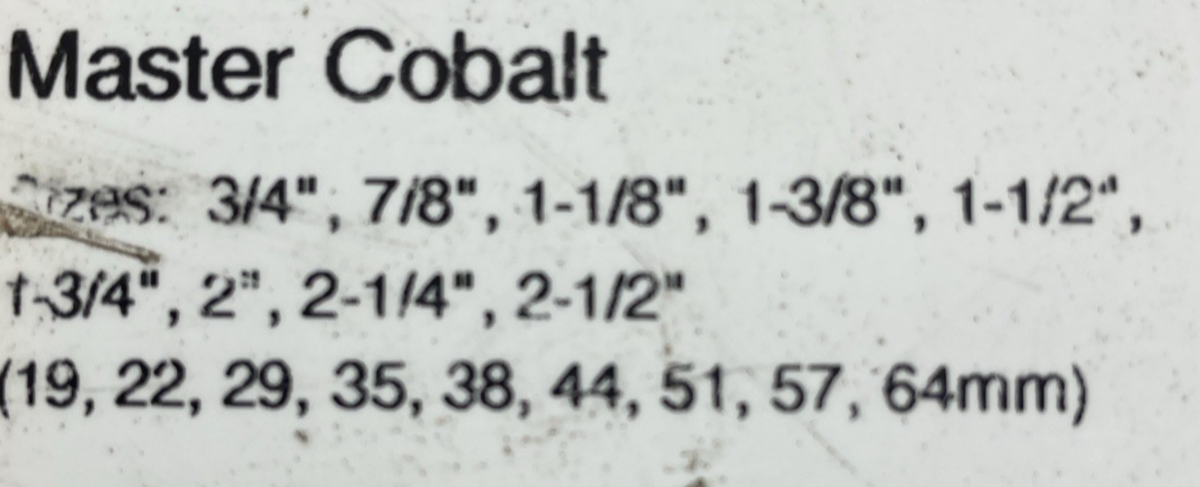 Master Cobalt
Sizes: 3/4", 7/8", 1-1/8", 1-3/8", 1-1/2",
1-3/4", 2", 2-1/4", 2-1/2"
(19, 22, 29, 35, 38, 44, 51, 57, 64mm)